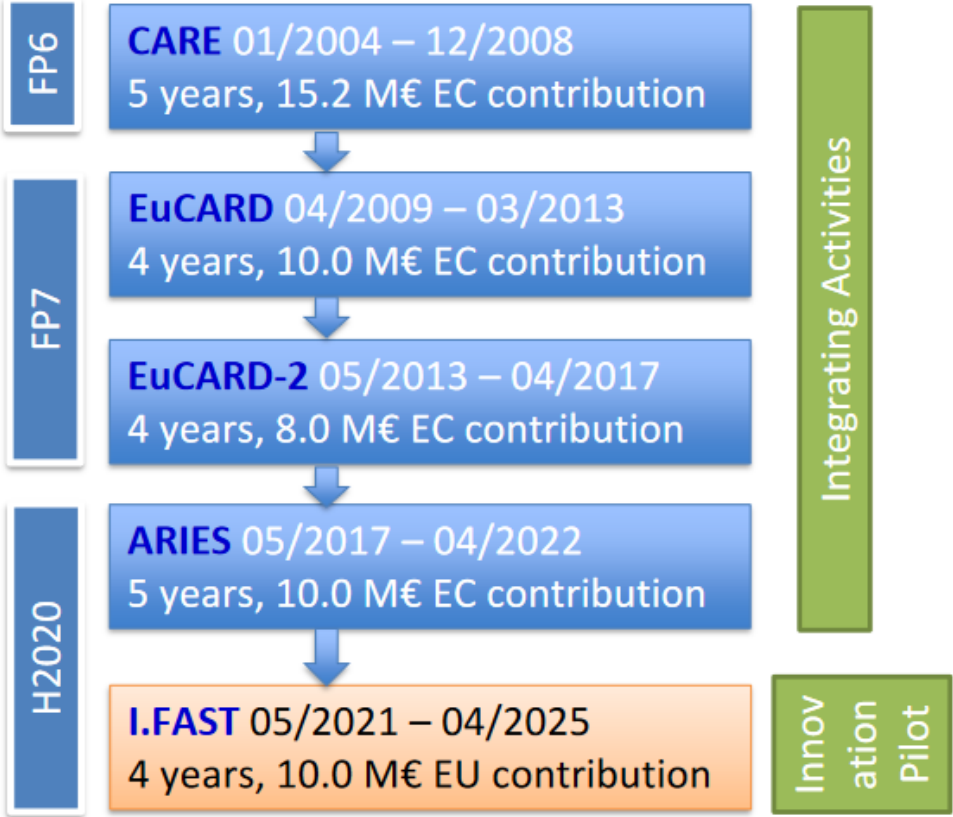 FP6
CARE 01/2004 – 12/2008
5 years, 15.2 M€ EC contribution
FP7
EuCARD 04/2009 – 03/2013
4 years, 10.0 M€ EC contribution
EuCARD-2 05/2013 – 04/2017
4 years, 8.0 M€ EC contribution
H2020
ARIES 05/2017 – 04/2022
5 years, 10.0 M€ EC contribution
I.FAST 05/2021 – 04/2025
4 years, 10.0 M€ EU contribution
Integrating Activities
Innov
ation
Pilot